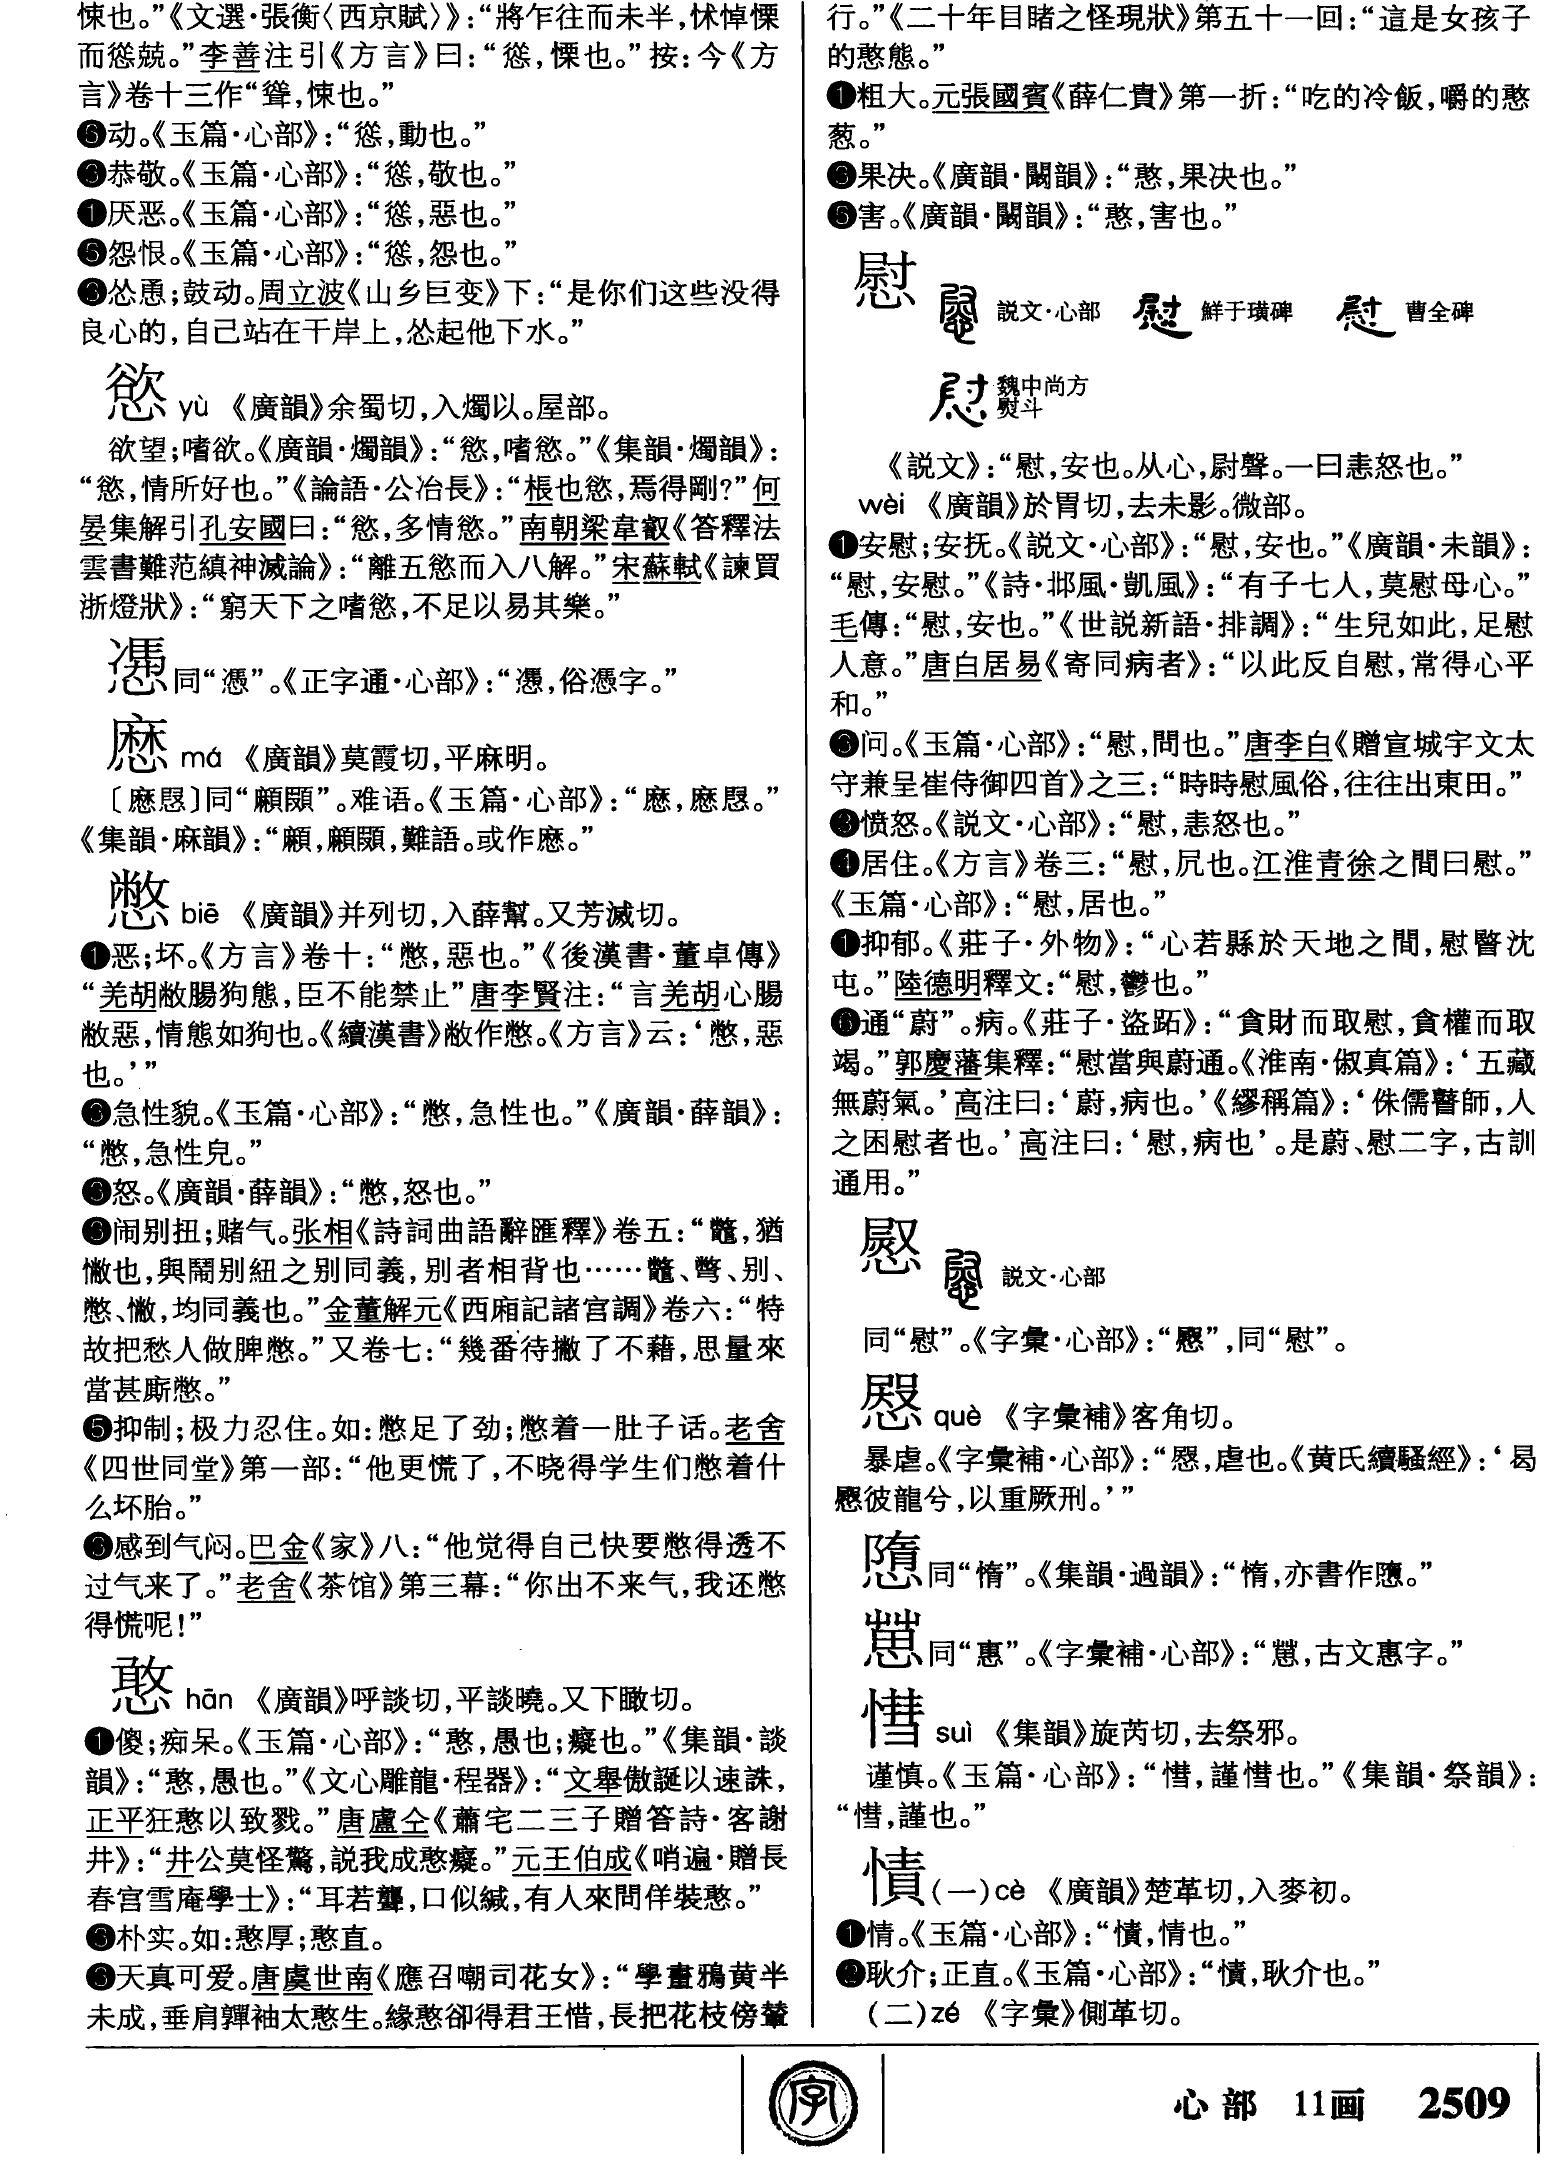 悚也。”《文選·張衡〈西京賦〉》：“將乍往而未半，怵悼慄
而慫兢。”李善注引《方言》曰：“慫，慄也。”按：今《方
言》卷十三作“聳，悚也。”
❻动。《玉篇·心部》：“慫，動也。”
❸恭敬。《玉篇·心部》：“慫，敬也。”
❶厌恶。《玉篇·心部》：“慫，惡也。”
❺怨恨。《玉篇·心部》：“慫，怨也。”
❸怂恿；鼓动。周立波《山乡巨变》下：“是你们这些没得
良心的，自己站在干岸上，怂起他下水。”
慾 yù 《廣韻》余蜀切，入燭以。屋部。
欲望；嗜欲。《廣韻·燭韻》：“慾，嗜慾。”《集韻·燭韻》：
“慾，情所好也。”《論語·公冶長》：“棖也慾，焉得剛？”何
晏集解引孔安國曰：“慾，多情慾。”南朝梁韋叡《答釋法
雲書難范縝神滅論》：“離五慾而入八解。”宋蘇軾《諫買
浙燈狀》：“窮天下之嗜慾，不足以易其樂。”
慿同“憑”。《正字通·心部》：“慿，俗憑字。”
㦄 má 《廣韻》莫霞切，平麻明。
〔㦄㥾〕同“𩔶𩔨”。难语。《玉篇·心部》：“㦄，㦄㥾。”
《集韻·麻韻》：“𩔶，𩔶𩔨，難語。或作㦄。”
憋 biē 《廣韻》并列切，入薛幫。又芳滅切。
❶恶；坏。《方言》卷十：“憋，惡也。”《後漢書·董卓傳》
“羌胡敝腸狗態，臣不能禁止”唐李賢注：“言羌胡心腸
敝惡，情態如狗也。《續漢書》敝作憋。《方言》云：‘憋，惡
也。’”
❸急性貌。《玉篇·心部》：“憋，急性也。”《廣韻·薛韻》：
“憋，急性皃。”
❸怒。《廣韻·薛韻》：“憋，怒也。”
❸闹别扭；赌气。张相《詩詞曲語辭匯釋》卷五：“鼈，猶
憋也，與鬧别紐之别同義，别者相背也……鼈、彆、别、
憋、憋，均同義也。”金董解元《西廂記諸宫調》卷六：“特
故把愁人做脾憋。”又卷七：“幾番待撇了不藉，思量來
當甚廝憋。”
❺抑制；极力忍住。如：憋足了劲；憋着一肚子话。老舍
《四世同堂》第一部：“他更慌了，不晓得学生们憋着什
么坏胎。”
❸感到气闷。巴金《家》八：“他觉得自己快要憋得透不
过气来了。”老舍《茶馆》第三幕：“你出不来气，我还憋
得慌呢！”
憨 hān 《廣韻》呼談切，平談曉。又下瞰切。
❶傻；痴呆。《玉篇·心部》：“憨，愚也；癡也。”《集韻·談
韻》：“憨，愚也。”《文心雕龍·程器》：“文舉傲誕以速誅，
正平狂憨以致戮。”唐盧仝《蕭宅二三子贈答詩·客謝
井》：“井公莫怪驚，説我成憨癡。”元王伯成《哨遍·贈長
春宫雪庵學士》：“耳若聾，口似緘，有人來問佯裝憨。”
❸朴实。如：憨厚；憨直。
❸天真可爱。唐虞世南《應召嘲司花女》：“學畫鴉黄半
未成，垂肩嚲袖太憨生。緣憨卻得君王惜，長把花枝傍輦
行。”《二十年目睹之怪現狀》第五十一回：“這是女孩子
的憨態。”
❶粗大。元張國賓《薛仁貴》第一折：“吃的冷飯，嚼的憨
葱。”
❸果决。《廣韻·闞韻》：“憨，果决也。”
❺害。《廣韻·闞韻》：“憨，害也。”
慰 説文·心部 鮮于璜碑 曹全碑
魏中尚方熨斗
《説文》：“慰，安也。从心，尉聲。一曰恚怒也。”
wèi 《廣韻》於胃切，去未影。微部。
❶安慰；安抚。《説文·心部》：“慰，安也。”《廣韻·未韻》：
“慰，安慰。”《詩·邶風·凱風》：“有子七人，莫慰母心。”
毛傳：“慰，安也。”《世説新語·排調》：“生兒如此，足慰
人意。”唐白居易《寄同病者》：“以此反自慰，常得心平
和。”
❸问。《玉篇·心部》：“慰，問也。”唐李白《贈宣城宇文太
守兼呈崔侍御四首》之三：“時時慰風俗，往往出東田。”
❸愤怒。《説文·心部》：“慰，恚怒也。”
❹居住。《方言》卷三：“慰，凥也。江淮青徐之間曰慰。”
《玉篇·心部》：“慰，居也。”
❶抑郁。《莊子·外物》：“心若縣於天地之間，慰暋沈
屯。”陸德明釋文：“慰，鬱也。”
❻通“蔚”。病。《莊子·盜跖》：“貪財而取慰，貪權而取
竭。”郭慶藩集釋：“慰當與蔚通。《淮南·俶真篇》：‘五藏
無蔚氣。’高注曰：‘蔚，病也。’《繆稱篇》：‘侏儒瞽師，人
之困慰者也。’高注曰：‘慰，病也’。是蔚、慰二字，古訓
通用。”
説文·心部
同“慰”。《字彙·心部》：“”，同“慰”。
què 《字彙補》客角切。
暴虐。《字彙補·心部》：“，虐也。《黄氏續騷經》：‘曷
彼龍兮，以重厥刑。’”
憜同“惰”。《集韻·過韻》：“惰，亦書作憜。”
同“惠”。《字彙補·心部》：“，古文惠字。”
㥨 suì 《集韻》旋芮切，去祭邪。
谨慎。《玉篇·心部》：“，謹也。”《集韻·祭韻》：
“，謹也。”
㥽 (一)cè 《廣韻》楚革切，入麥初。
❶情。《玉篇·心部》：“，情也。”
❷耿介；正直。《玉篇·心部》：“，耿介也。”
(二)zé 《字彙》側革切。
字
心部 11画 2509